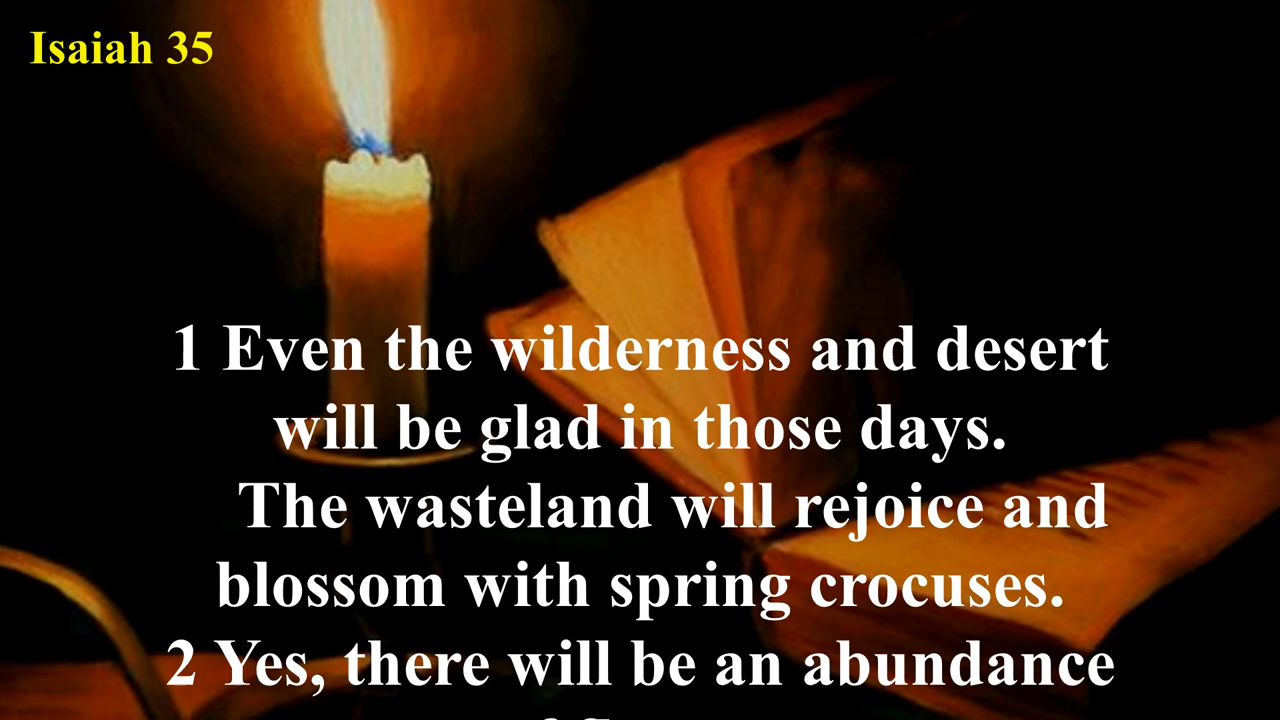 Isaiah 35
1 Even the wilderness and desert
will be glad in those days.
The wasteland will rejoice and
blossom with spring crocuses.
2 Yes, there will be an abundance